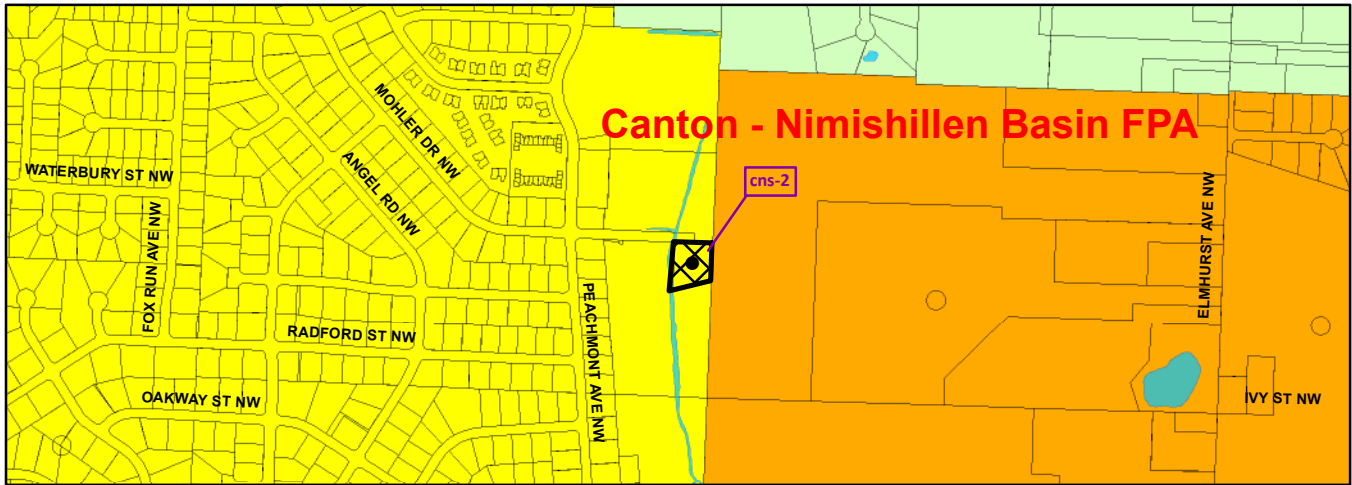 Canton - Nimishillen Basin FPA
MOHLER DR NW
ANGEL RD NW
WATERBURY ST NW
cns-2
FOX RUN AVE NW
ELMHURST AVE NW
PEACHMONT AVE NW
RADFORD ST NW
OAKWAY ST NW
IVY ST NW